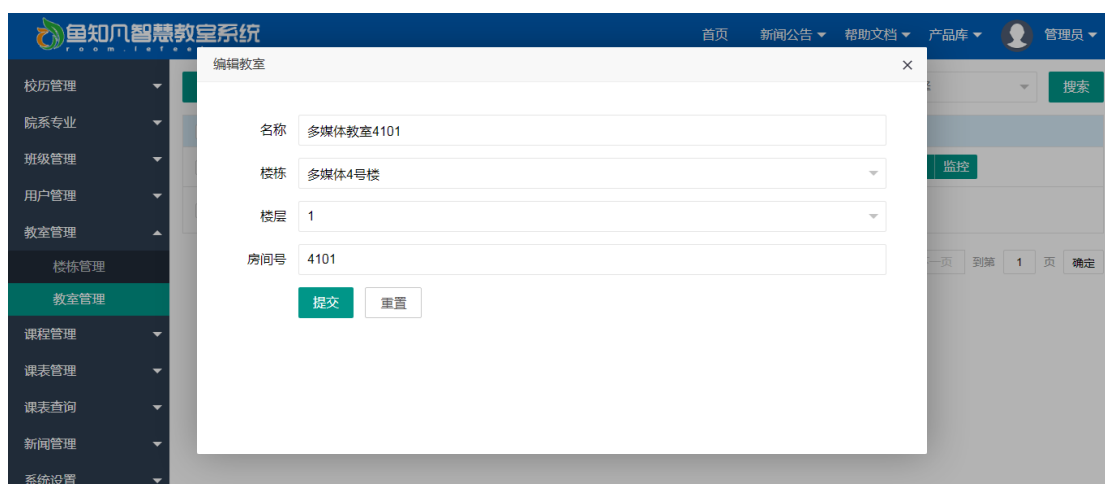 鱼知凡智慧教室系统
首页 新闻公告 帮助文档 产品库 管理员
编辑教室
校历管理
搜索
院系专业
名称 多媒体教室4101
班级管理
监控
楼栋 多媒体4号楼
用户管理
楼层 1
教室管理
房间号 4101
楼栋管理
一页 到第 1 页 确定
教室管理
提交 重置
课程管理
课表管理
课表查询
新闻管理
系统设置